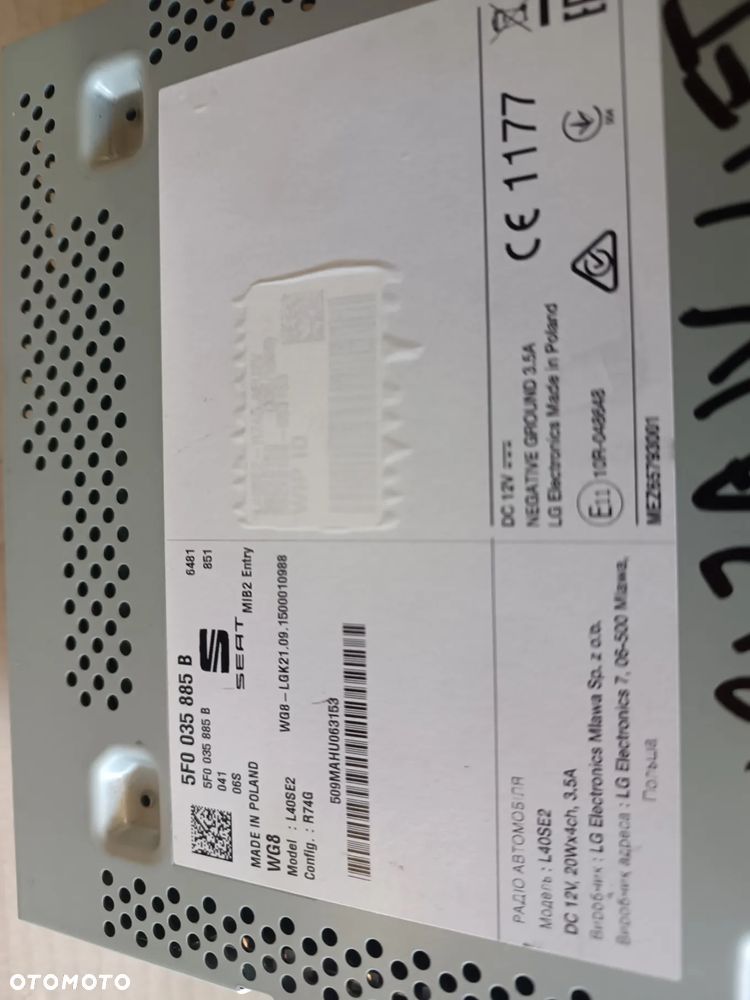 5F0 035 885 B
5F0 035 885 B
041
06S
6481
851
SEAT
MIB2 Entry
MADE IN POLAND
WG8
Model : L40SE2
Config. : R74G
WG8-LGK21.09.1500010988
509MAHU063153
DC 12V
NEGATIVE GROUND 3.5A
LG Electronics Made in Poland
CE 1177
E11 10R-048648
MEZ65793001
РАДІО АВТОМОБІЛЯ
Модель : L40SE2
DC 12V, 20Wx4ch, 3.5A
Виробник : LG Electronics Mlawa Sp. z o.o.
Виробник адреса : LG Electronics 7, 06-500 Mlawa,
Польша
OTOMOTO